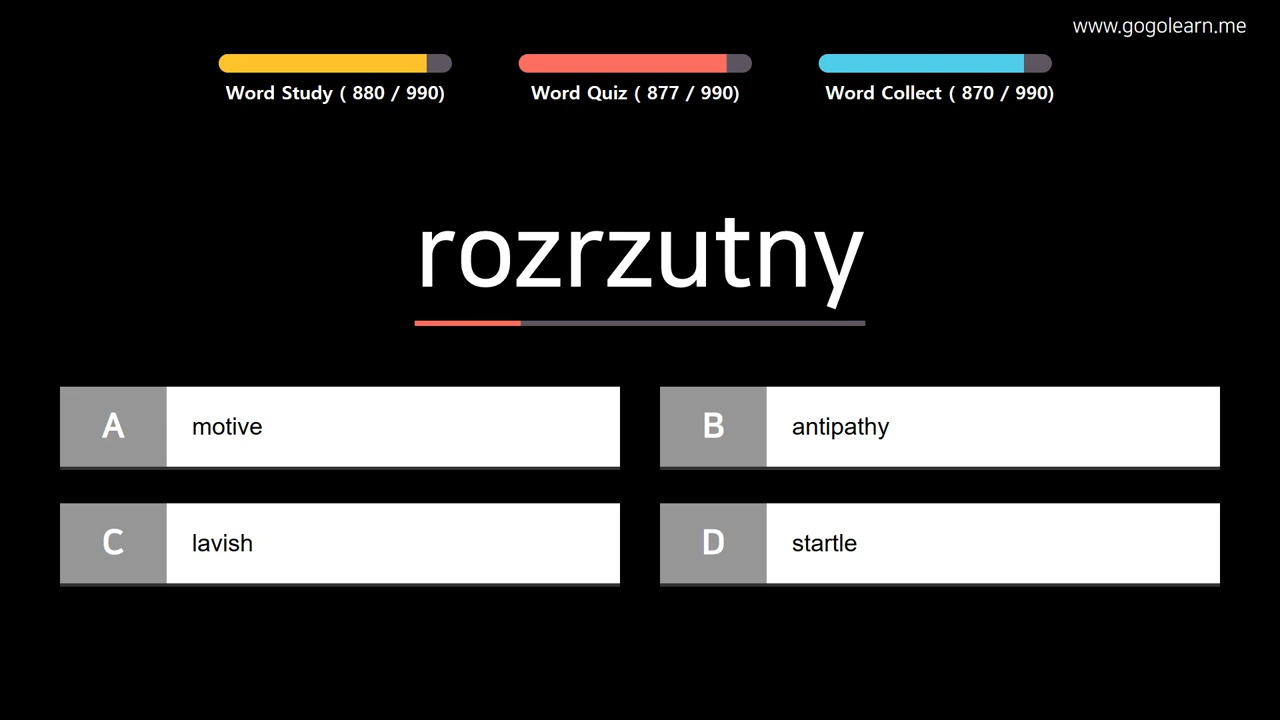 www.gogolearn.me
Word Study ( 880 / 990)
Word Quiz ( 877 / 990)
Word Collect ( 870 / 990)
rozrzutny
A motive
B antipathy
C lavish
D startle